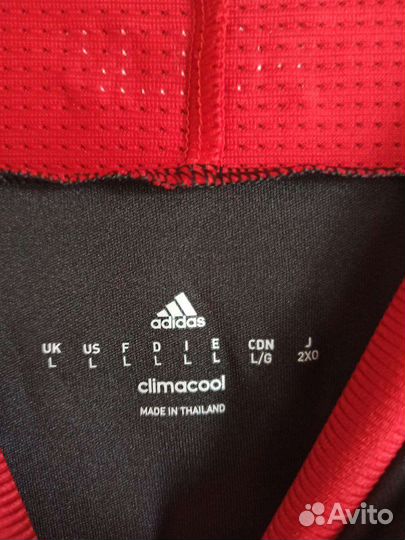 adidas
UK US F D I E CDN J
L L L L L L L/G 2XO
climacool
MADE IN THAILAND
Avito